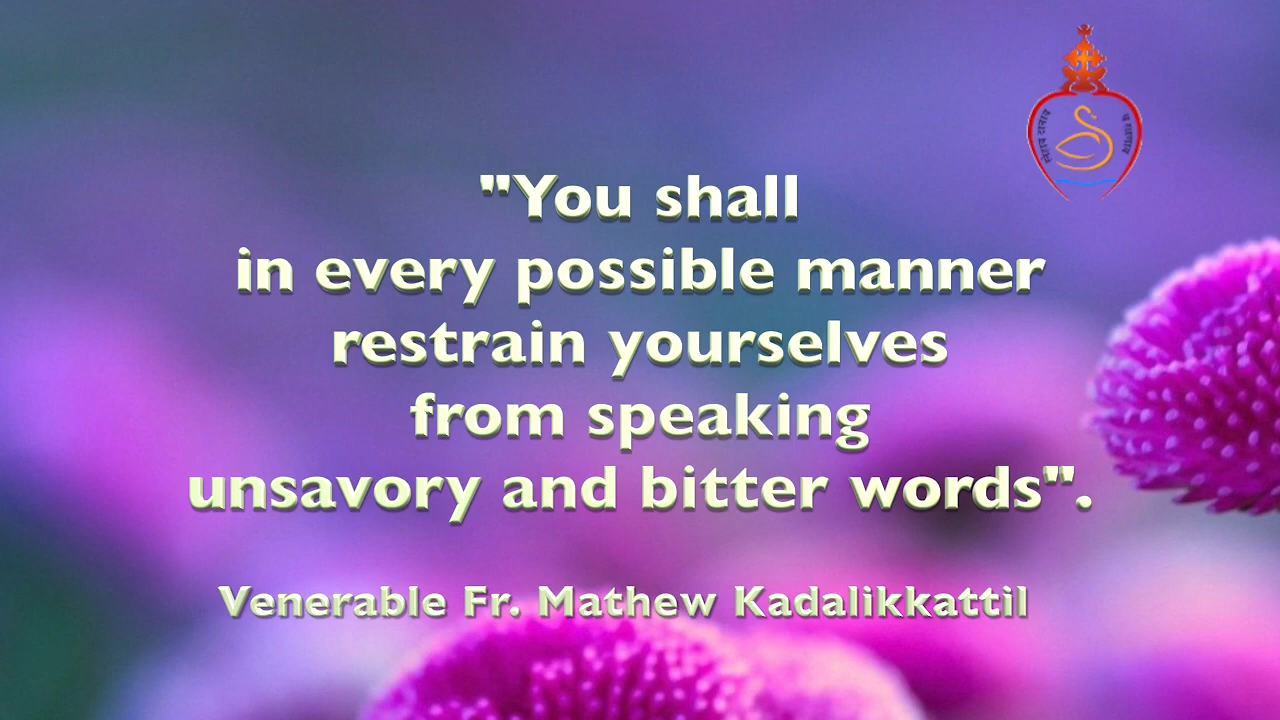 "You shall
in every possible manner
restrain yourselves
from speaking
unsavory and bitter words".
Venerable Fr. Mathew Kadalikkattil